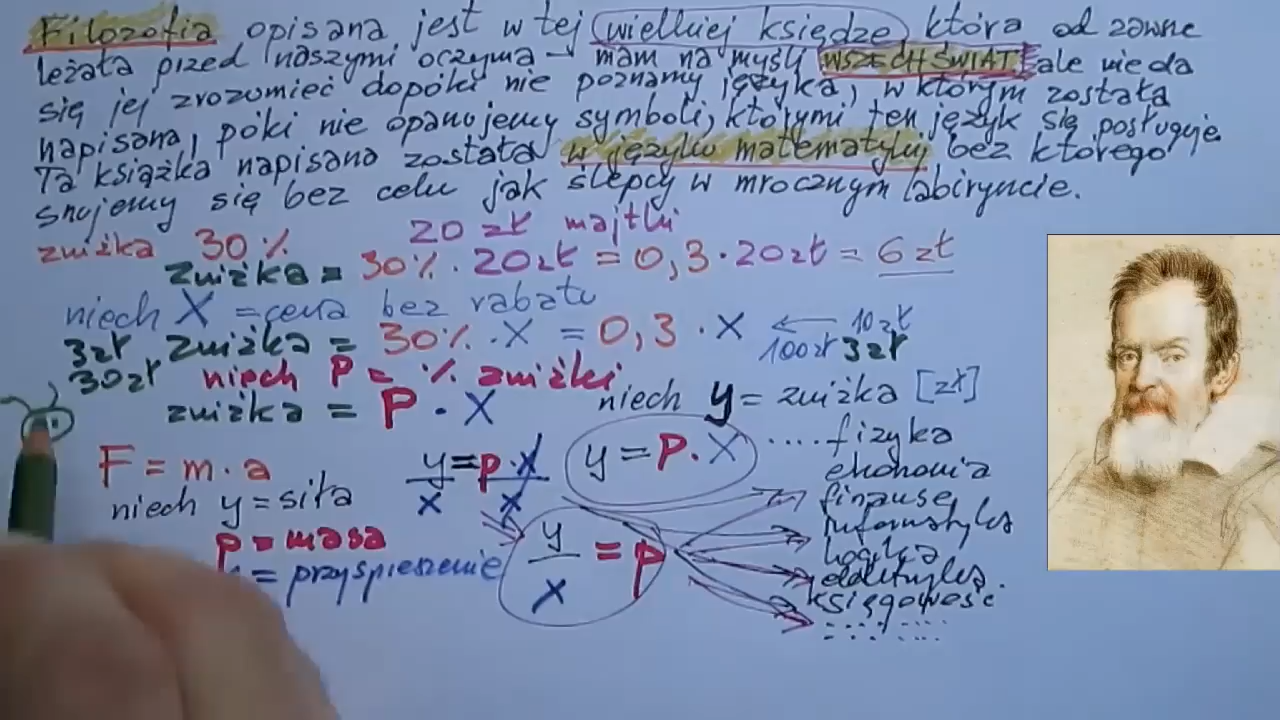 Filozofia opisana jest w tej wielkiej księdze która od zawsze
leżała przed naszymi oczyma – mam na myśli WSZECHŚWIAT, ale nie da
się jej zrozumieć dopóki nie poznamy języka, w którym została
napisana, póki nie opanujemy symboli, którymi ten język się posługuje.
Ta książka napisana została w języku matematyki bez którego
snujemy się bez celu jak ślepcy w mrocznym labiryncie.
zniżka 30% 20 zł majtki
zniżka = 30% · 20zł = 0,3 · 20zł = 6 zł
niech X = cena bez rabatu
zniżka = 30% · X = 0,3 · X ← 10zł
3zł 100zł 3zł
30zł niech P = % zniżki
zniżka = P · X niech y = zniżka [zł]
y = P · X .... fizyka
F = m · a y = p · x ekonomia
niech y = siła x x finanse
informatyka
p = masa y = p logika
x = przyspieszenie x
księgowość